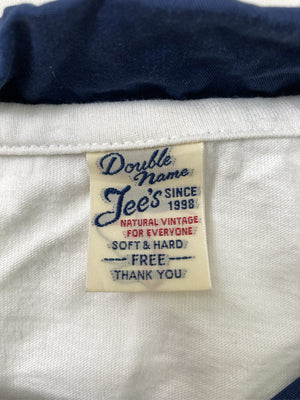 Double
Name
Jee's SINCE
1998
NATURAL VINTAGE
FOR EVERYONE
SOFT & HARD
FREE
THANK YOU